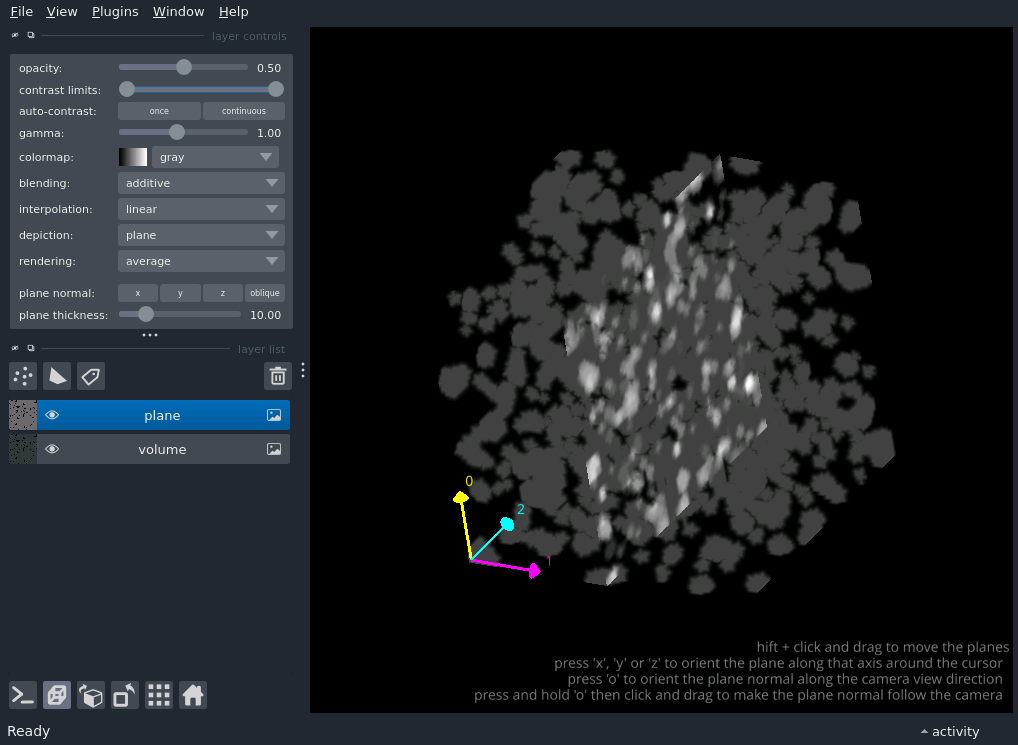 File View Plugins Window Help
layer controls
opacity: 0.50
contrast limits:
auto-contrast: once continuous
gamma: 1.00
colormap: gray
blending: additive
interpolation: linear
depiction: plane
rendering: average
plane normal: x y z oblique
plane thickness: 10.00
layer list
plane
volume
0
2
1
hift + click and drag to move the planes
press 'x', 'y' or 'z' to orient the plane along that axis around the cursor
press 'o' to orient the plane normal along the camera view direction
press and hold 'o' then click and drag to make the plane normal follow the camera
Ready activity